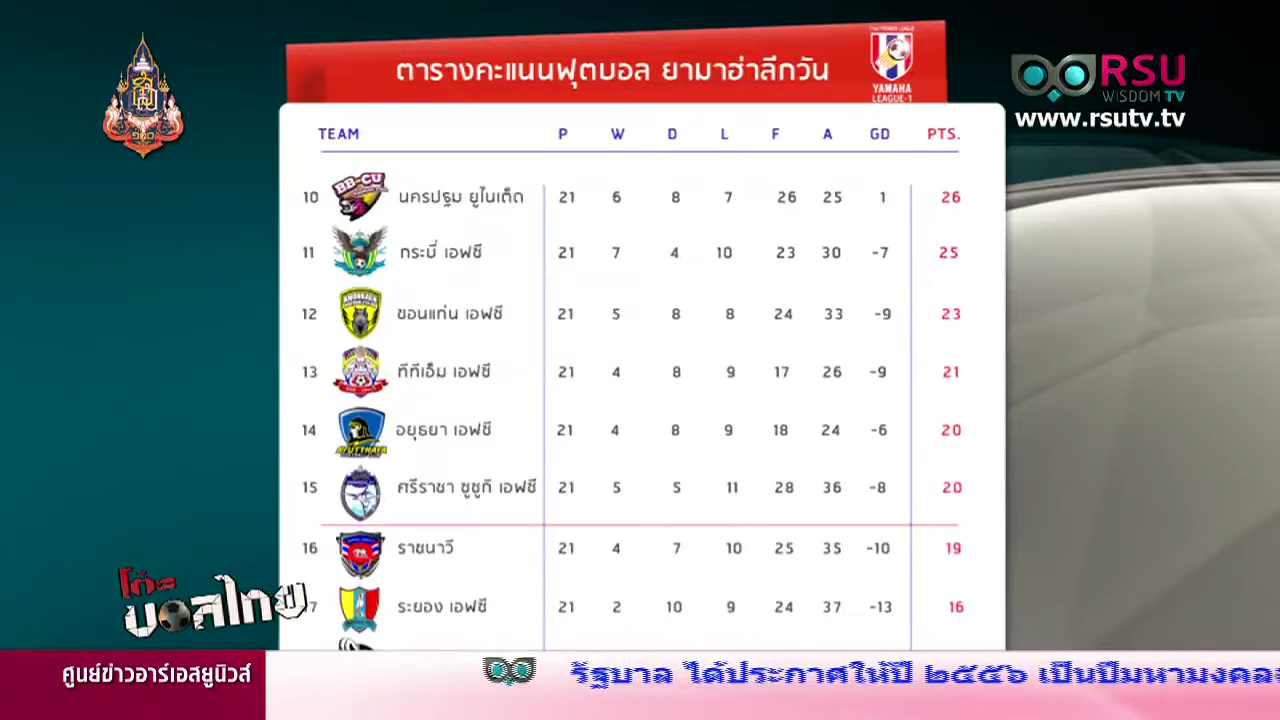 ตารางคะแนนฟุตบอล ยามาฮ่าลีกวัน
YAMAHA
LEAGUE-1
RSU
WISDOM TV
www.rsutv.tv
TEAM P W D L F A GD PTS.
10 BB-CU นครปฐม ยูไนเต็ด 21 6 8 7 26 25 1 26
11 กระบี่ เอฟซี 21 7 4 10 23 30 -7 25
12 ขอนแก่น เอฟซี 21 5 8 8 24 33 -9 23
13 ทีทีเอ็ม เอฟซี 21 4 8 9 17 26 -9 21
14 AYUTTHAYA อยุธยา เอฟซี 21 4 8 9 18 24 -6 20
15 ศรีราชา ซูซูกิ เอฟซี 21 5 5 11 28 36 -8 20
16 ราชนาวี 21 4 7 10 25 35 -10 19
7 ระยอง เอฟซี 21 2 10 9 24 37 -13 16
โก๊ะ
บอลไทย
ศูนย์ข่าวอาร์เอสยูนิวส์
รัฐบาล ได้ประกาศให้ปี ๒๕๕๖ เป็นปีมหามงคล